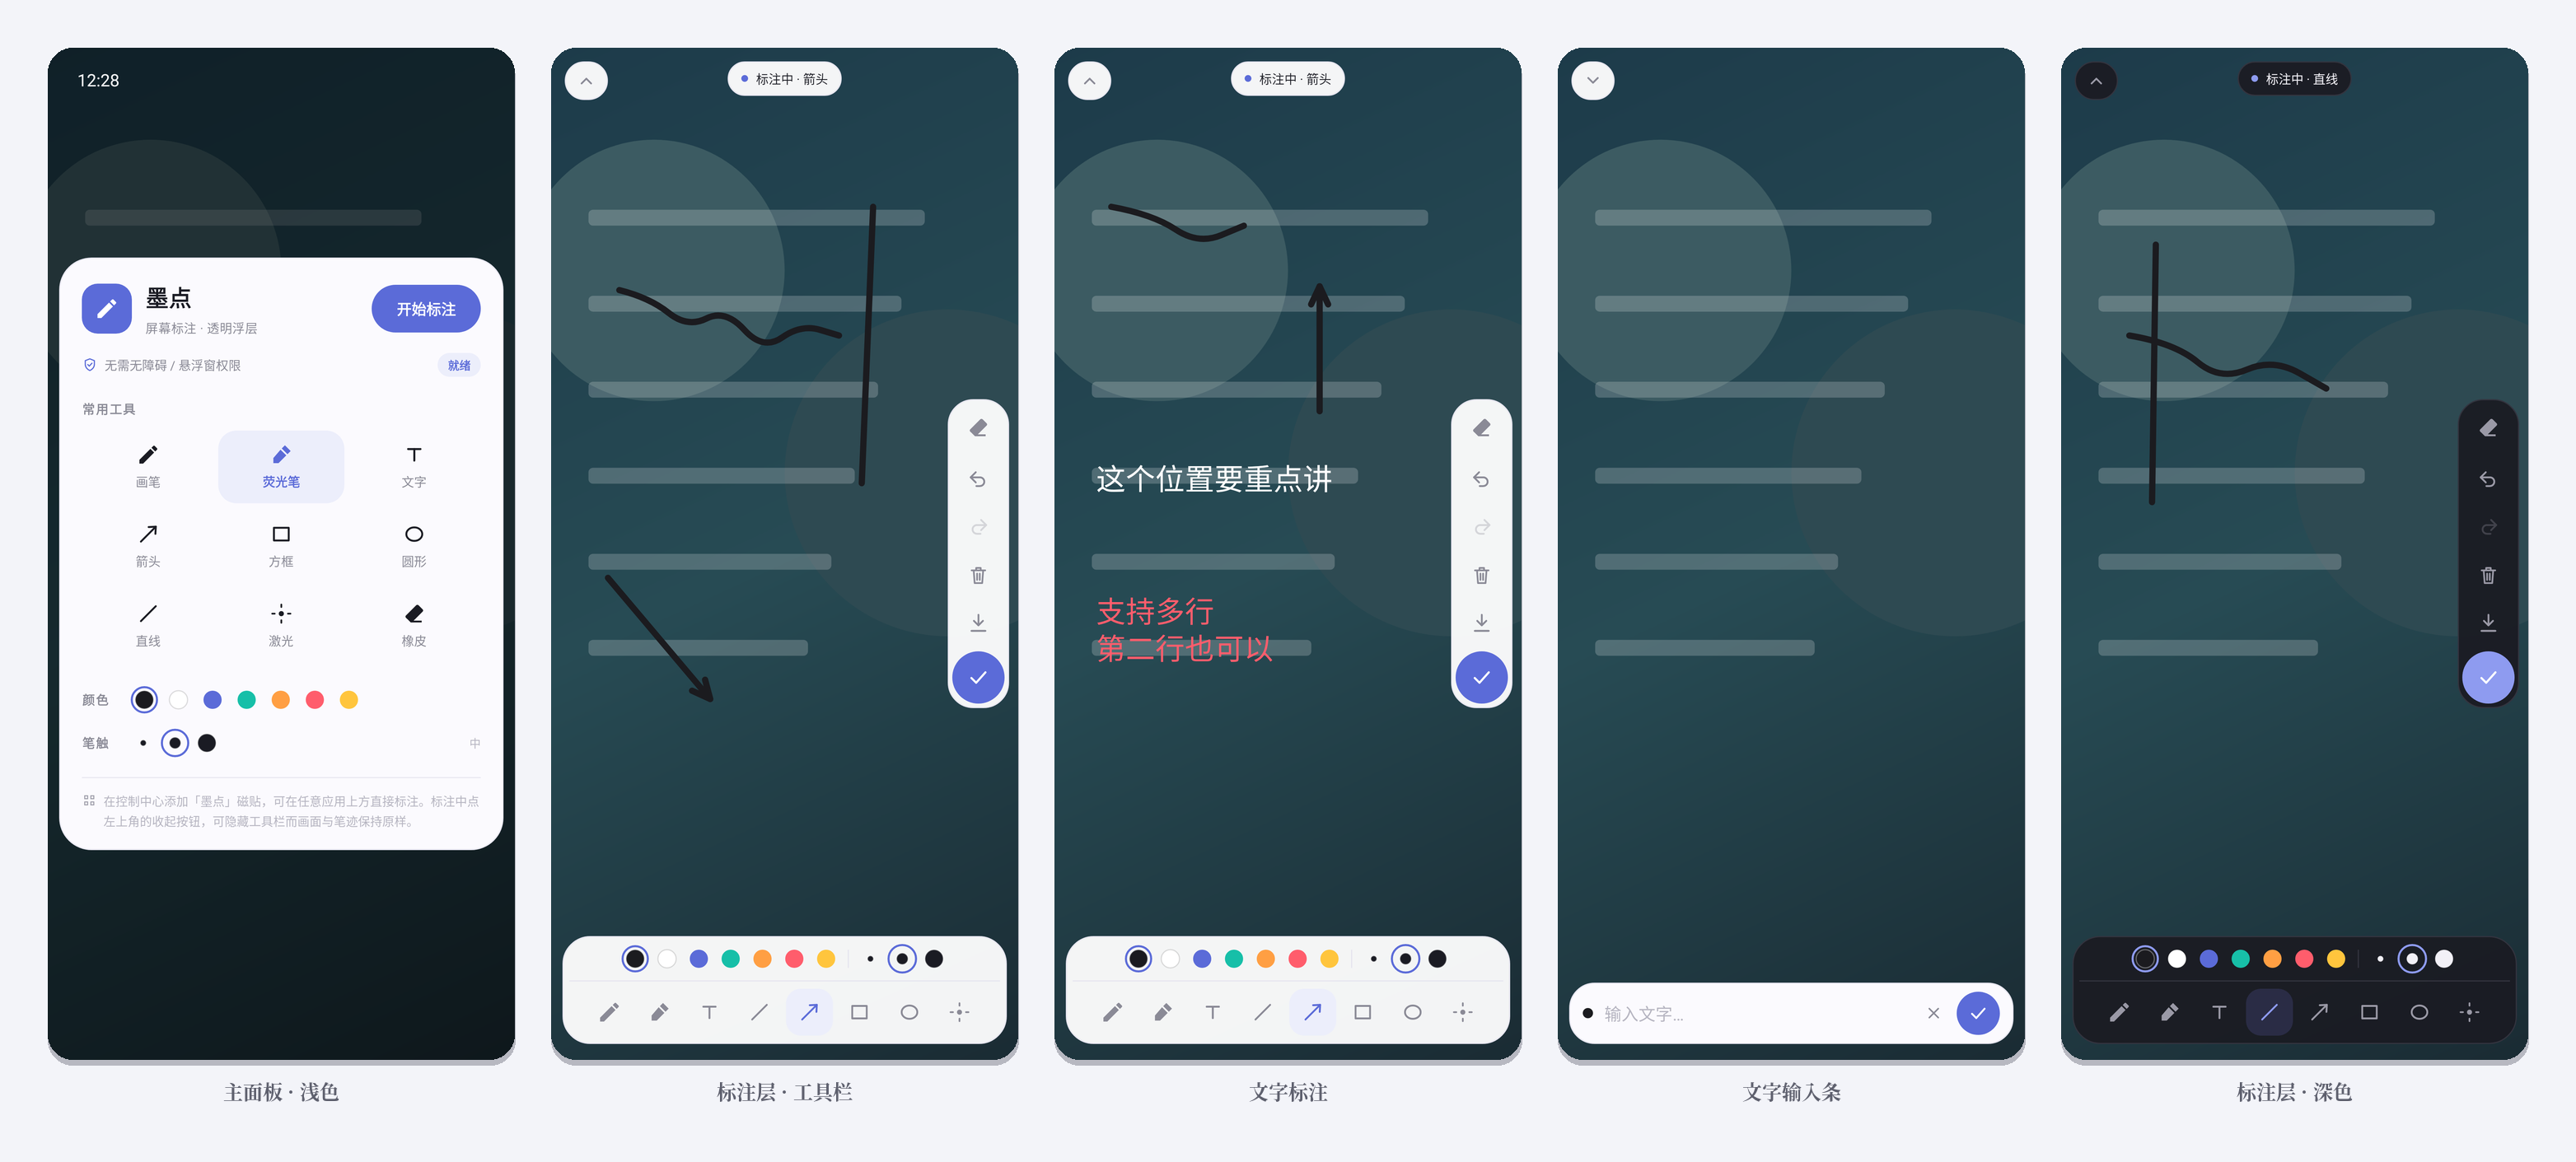 12:28
墨点
屏幕标注 · 透明浮层
开始标注
无需无障碍 / 悬浮窗权限
就绪
常用工具
画笔
荧光笔
文字
箭头
方框
圆形
直线
激光
橡皮
颜色
笔触
中
在控制中心添加「墨点」磁贴，可在任意应用上方直接标注。标注中点
左上角的收起按钮，可隐藏工具栏而画面与笔迹保持原样。
主面板 · 浅色
标注中 · 箭头
标注层 · 工具栏
标注中 · 箭头
这个位置要重点讲
支持多行
第二行也可以
文字标注
输入文字...
文字输入条
标注中 · 直线
标注层 · 深色